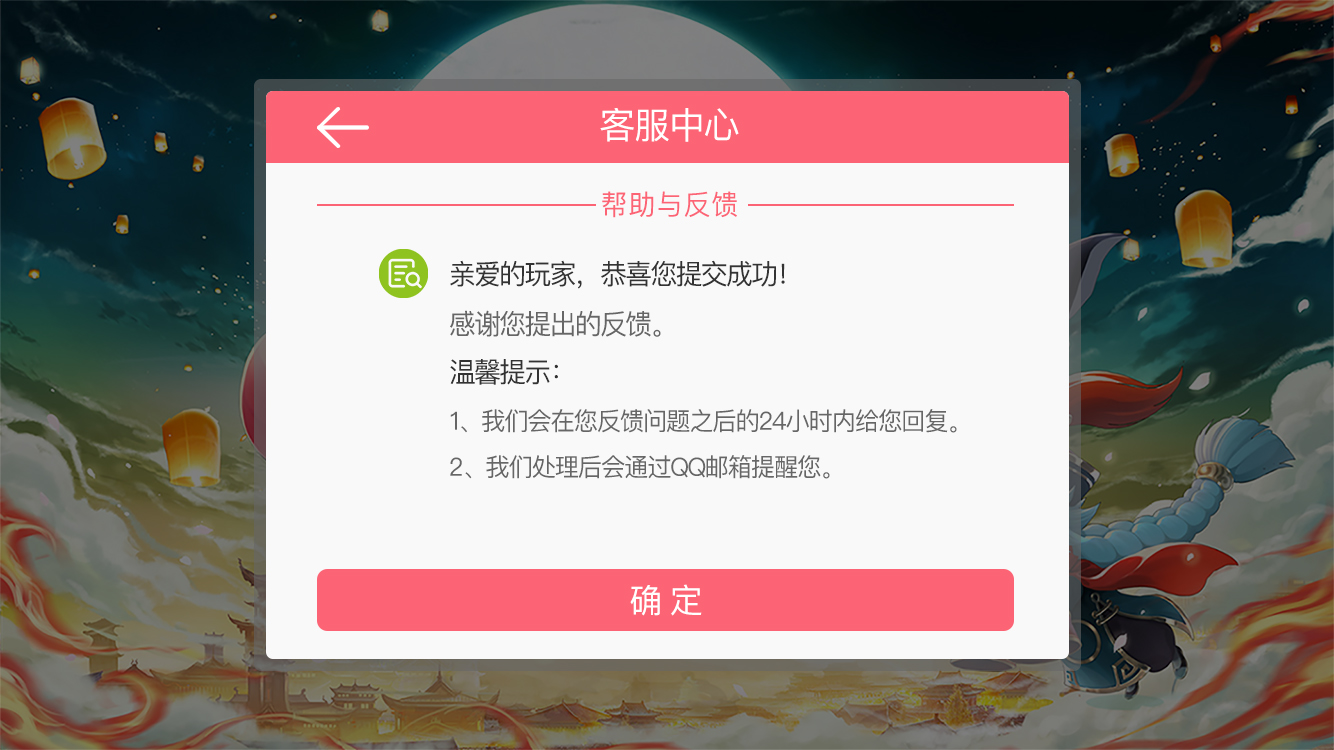 客服中心
帮助与反馈
亲爱的玩家，恭喜您提交成功！
感谢您提出的反馈。
温馨提示：
1、我们会在您反馈问题之后的24小时内给您回复。
2、我们处理后会通过QQ邮箱提醒您。
确 定